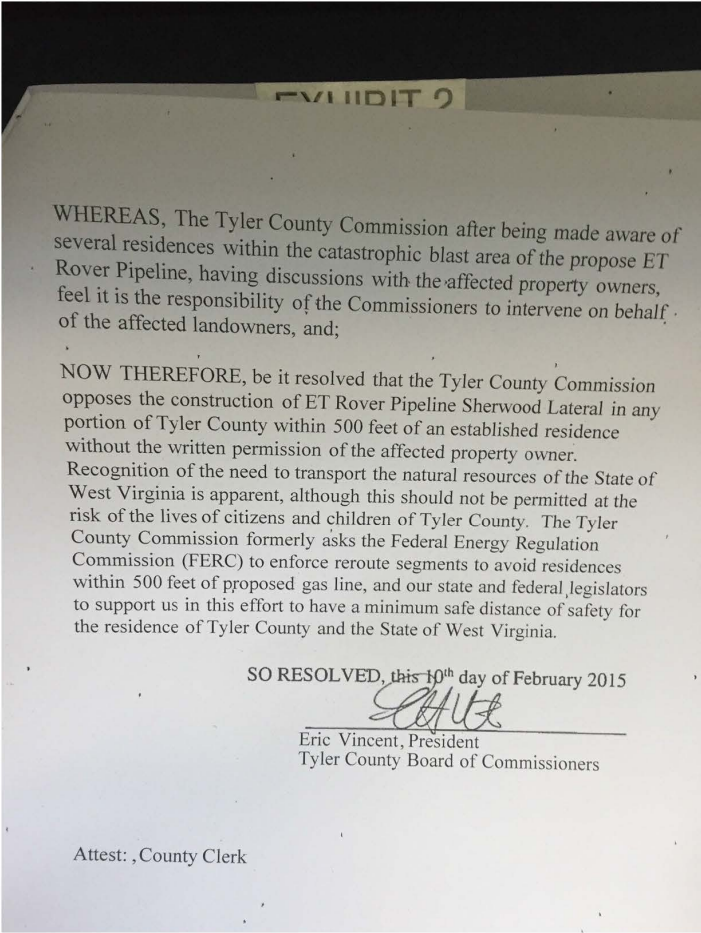 EXHIBIT 2
WHEREAS, The Tyler County Commission after being made aware of
several residences within the catastrophic blast area of the propose ET
Rover Pipeline, having discussions with the affected property owners,
feel it is the responsibility of the Commissioners to intervene on behalf
of the affected landowners, and;
NOW THEREFORE, be it resolved that the Tyler County Commission
opposes the construction of ET Rover Pipeline Sherwood Lateral in any
portion of Tyler County within 500 feet of an established residence
without the written permission of the affected property owner.
Recognition of the need to transport the natural resources of the State of
West Virginia is apparent, although this should not be permitted at the
risk of the lives of citizens and children of Tyler County. The Tyler
County Commission formerly asks the Federal Energy Regulation
Commission (FERC) to enforce reroute segments to avoid residences
within 500 feet of proposed gas line, and our state and federal legislators
to support us in this effort to have a minimum safe distance of safety for
the residence of Tyler County and the State of West Virginia.
SO RESOLVED, this 10th day of February 2015
Eric Vincent, President
Tyler County Board of Commissioners
Attest: , County Clerk